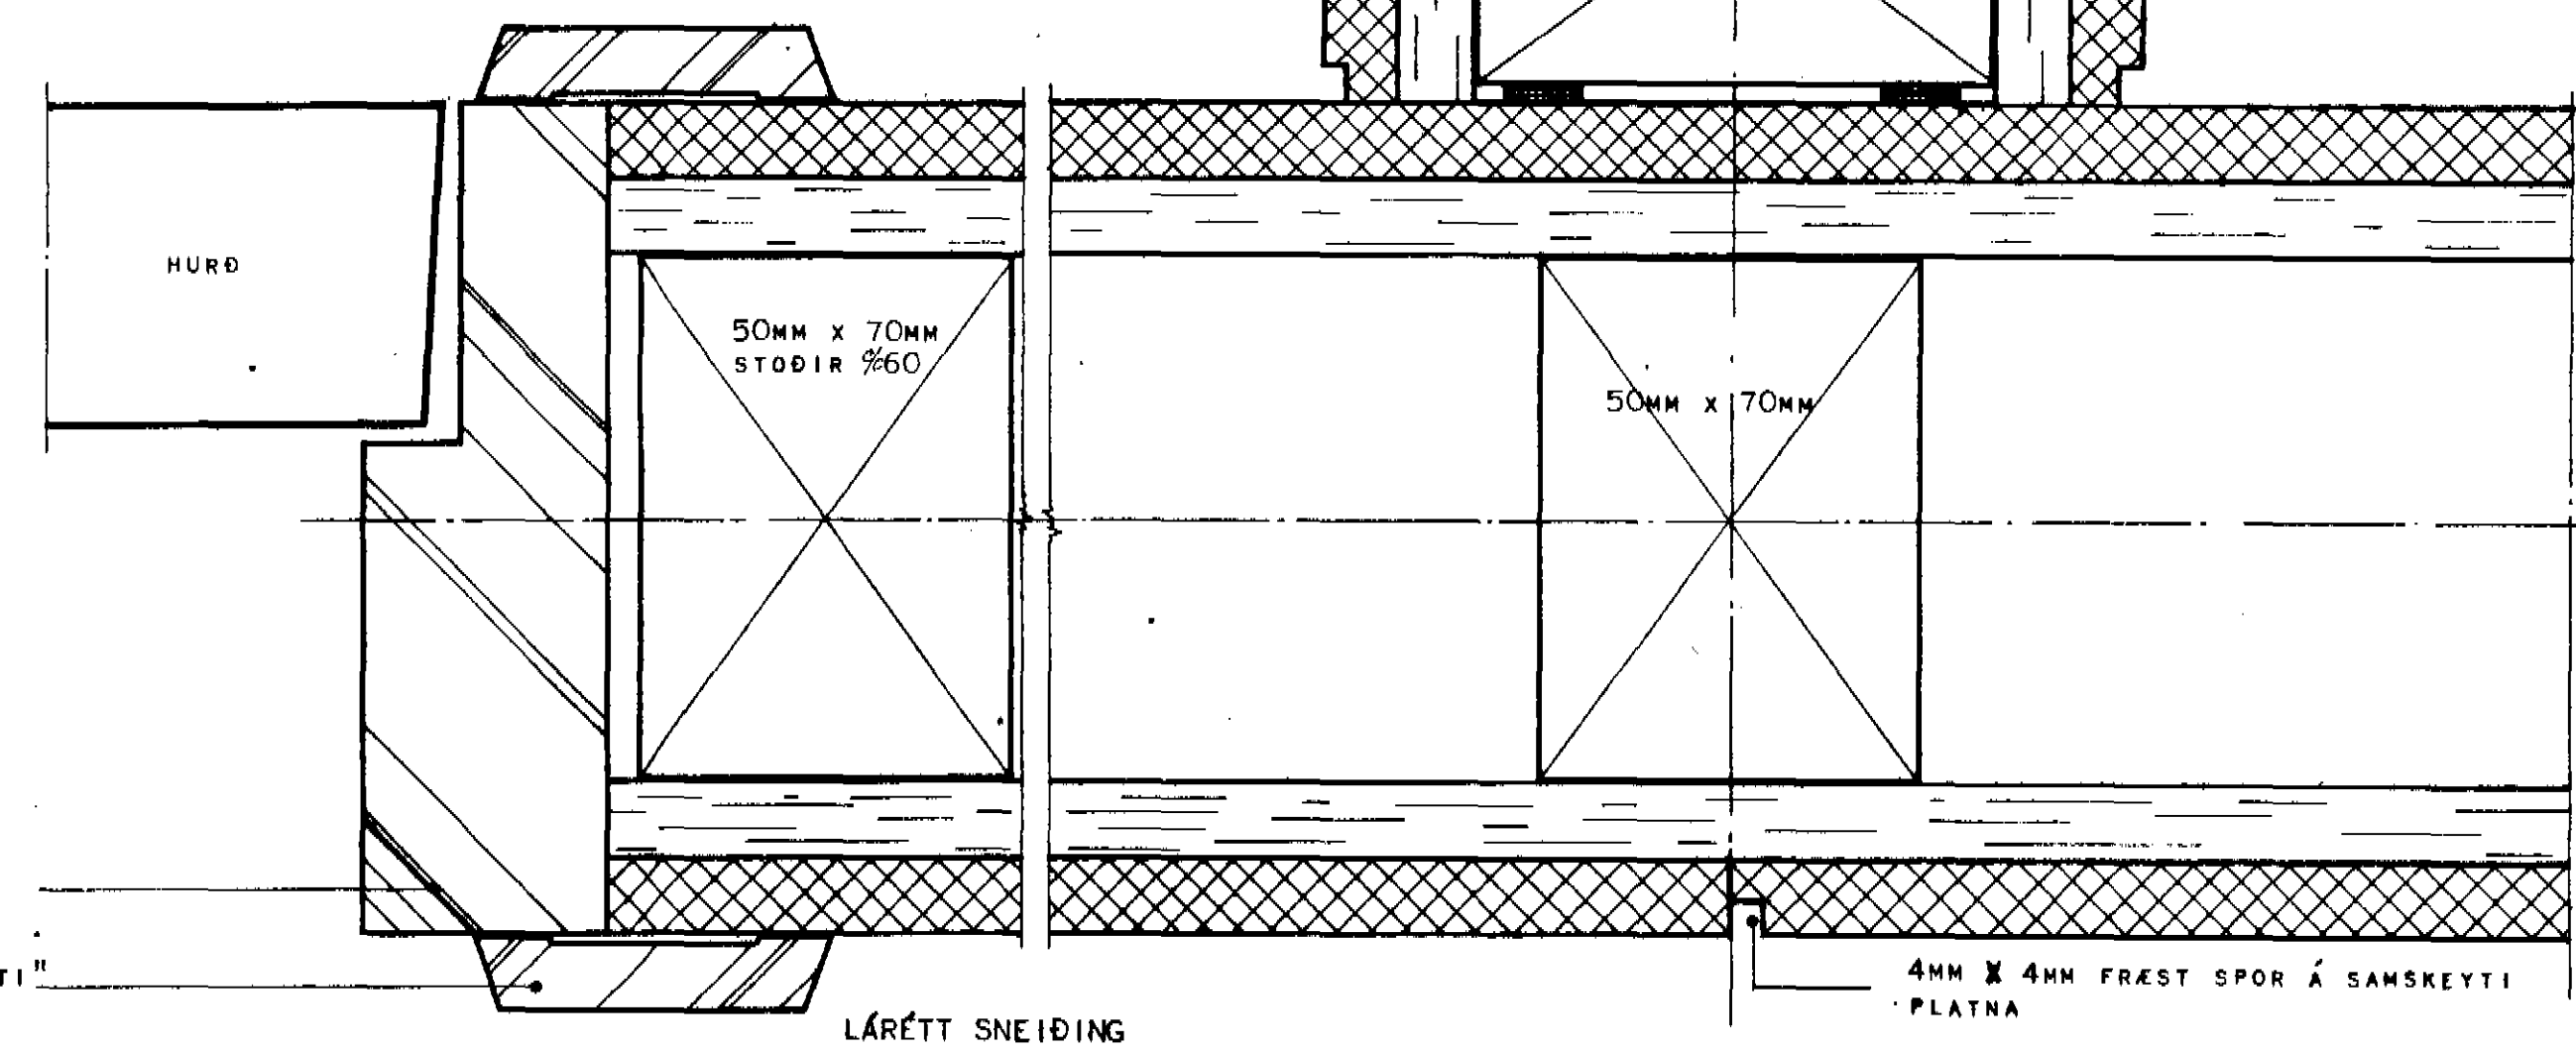 HURÐ
50MM X 70MM
STOÐIR %60
50MM X 70MM
TI"
4MM X 4MM FRÆST SPOR Á SAMSKEYTI
PLATNA
LÁRÉTT SNEIÐING